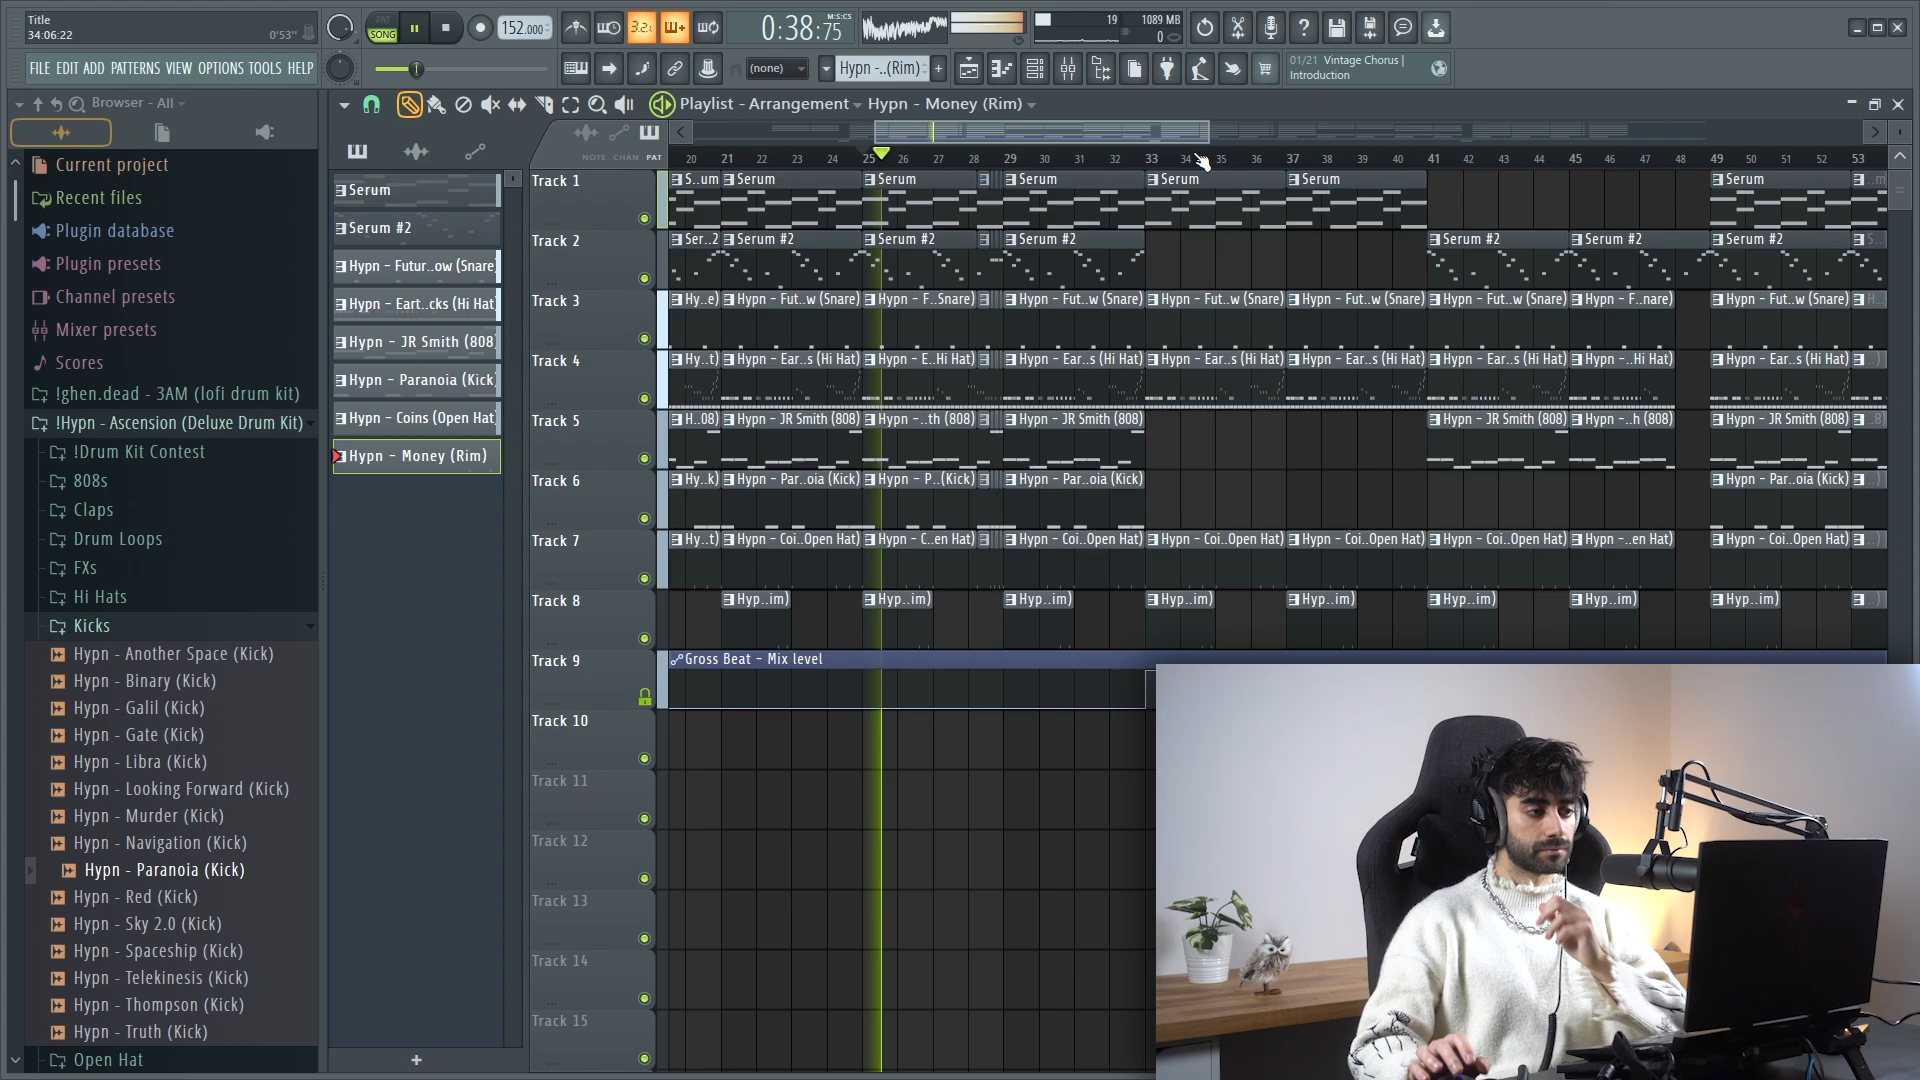 Title
34:06:22
0'53"
PAT
SONG
152.000
3.2.
0:38:75
M:S:CS
19
1089 MB
0
FILE EDIT ADD PATTERNS VIEW OPTIONS TOOLS HELP
(none)
Hypn -..(Rim)
01/21 Vintage Chorus |
Introduction
Browser - All
Playlist - Arrangement
Hypn - Money (Rim)
NOTE CHAN PAT
20 21 22 23 24 25 26 27 28 29 30 31 32 33 34 35 36 37 38 39 40 41 42 43 44 45 46 47 48 49 50 51 52 53
Current project
Recent files
Plugin database
Plugin presets
Channel presets
Mixer presets
Scores
!ghen.dead - 3AM (lofi drum kit)
!Hypn - Ascension (Deluxe Drum Kit)
!Drum Kit Contest
808s
Claps
Drum Loops
FXs
Hi Hats
Kicks
Hypn - Another Space (Kick)
Hypn - Binary (Kick)
Hypn - Galil (Kick)
Hypn - Gate (Kick)
Hypn - Libra (Kick)
Hypn - Looking Forward (Kick)
Hypn - Murder (Kick)
Hypn - Navigation (Kick)
Hypn - Paranoia (Kick)
Hypn - Red (Kick)
Hypn - Sky 2.0 (Kick)
Hypn - Spaceship (Kick)
Hypn - Telekinesis (Kick)
Hypn - Thompson (Kick)
Hypn - Truth (Kick)
Open Hat
Serum
Serum #2
Hypn - Futur..ow (Snare
Hypn - Eart..cks (Hi Hat
Hypn - JR Smith (808)
Hypn - Paranoia (Kick
Hypn - Coins (Open Hat
Hypn - Money (Rim)
+
Track 1
S..um Serum Serum Serum Serum Serum Serum
Track 2
Ser..2 Serum #2 Serum #2 Serum #2 Serum #2 Serum #2 Serum #2
Track 3
Hy..e) Hypn - Fut..w (Snare) Hypn - F..Snare) Hypn - Fut..w (Snare) Hypn - Fut..w (Snare) Hypn - Fut..w (Snare) Hypn - Fut..w (Snare) Hypn - F..nare) Hypn - Fut..w (Snare)
Track 4
Hy..t) Hypn - Ear..s (Hi Hat) Hypn - E..Hi Hat) Hypn - Ear..s (Hi Hat) Hypn - Ear..s (Hi Hat) Hypn - Ear..s (Hi Hat) Hypn - Ear..s (Hi Hat) Hypn -..Hi Hat) Hypn - Ear..s (Hi Hat)
Track 5
H..08) Hypn - JR Smith (808) Hypn -..th (808) Hypn - JR Smith (808) Hypn - JR Smith (808) Hypn -..h (808) Hypn - JR Smith (808)
Track 6
Hy..k) Hypn - Par..oia (Kick) Hypn - P..(Kick) Hypn - Par..oia (Kick) Hypn - Par..oia (Kick)
Track 7
Hy..t) Hypn - Coi..Open Hat) Hypn - C..en Hat) Hypn - Coi..Open Hat) Hypn - Coi..Open Hat) Hypn - Coi..Open Hat) Hypn - Coi..Open Hat) Hypn -..en Hat) Hypn - Coi..Open Hat)
Track 8
Hyp..im) Hyp..im) Hyp..im) Hyp..im) Hyp..im) Hyp..im) Hyp..im) Hyp..im)
Track 9
Gross Beat - Mix level
Track 10
Track 11
Track 12
Track 13
Track 14
Track 15